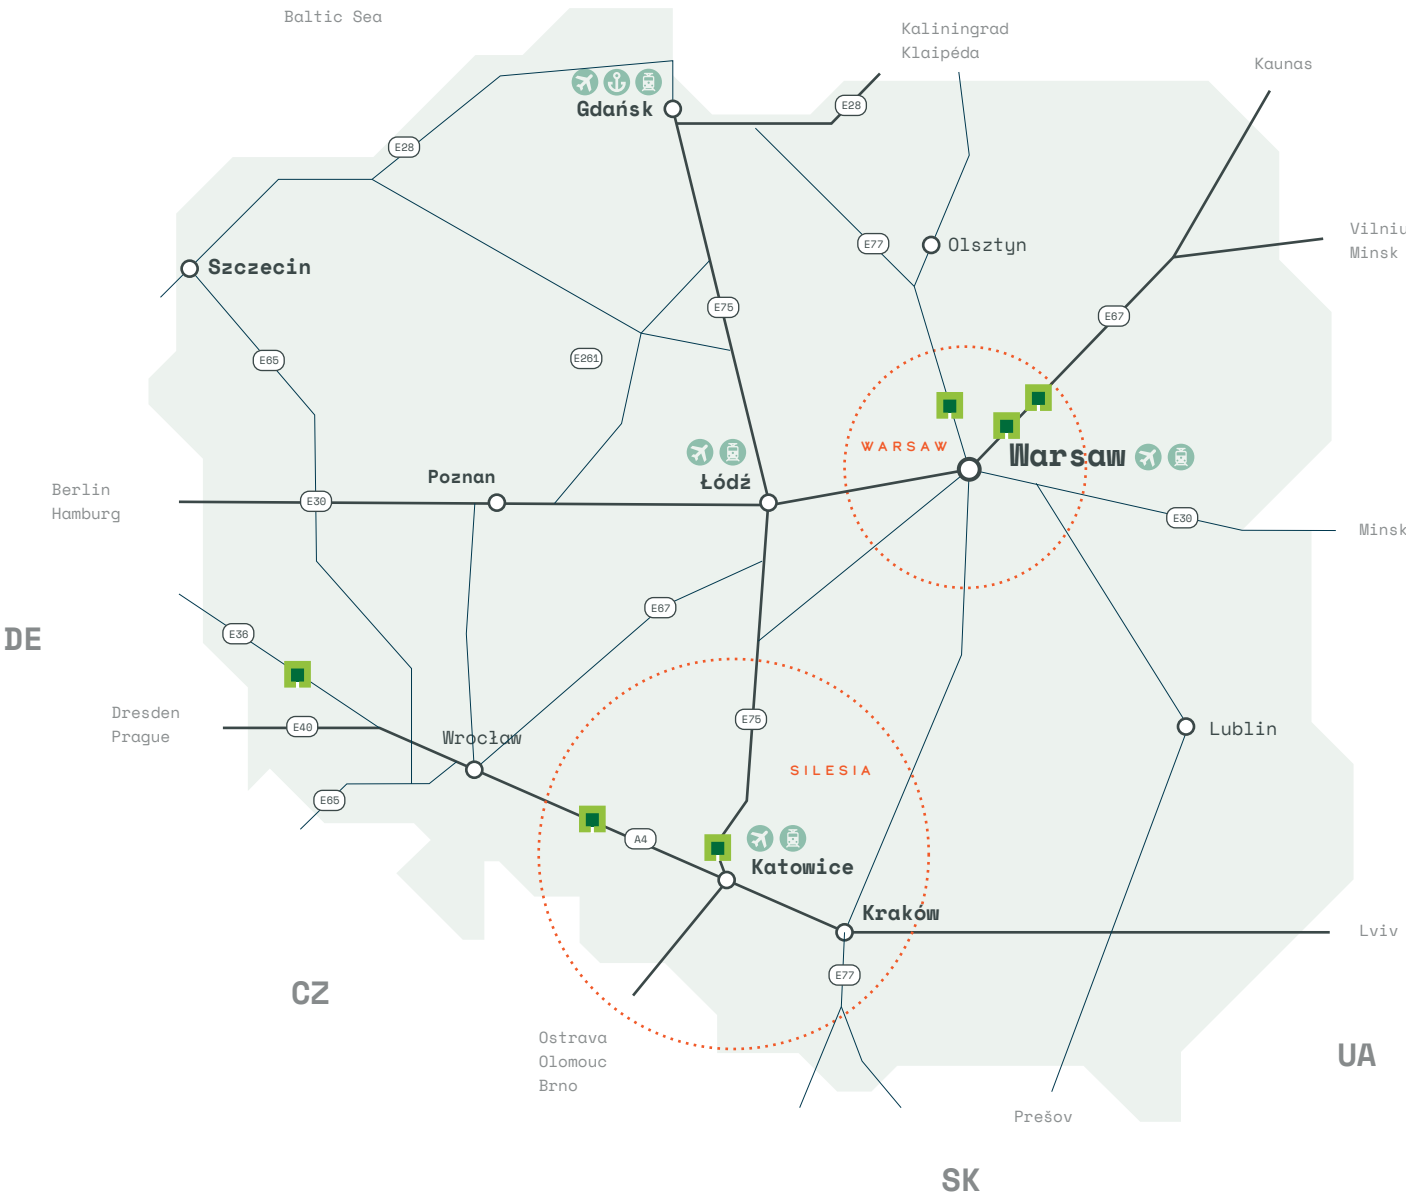 Baltic Sea
Kaliningrad
Klaipéda
Kaunas
Gdańsk
E28
E28
Vilniu
Minsk
E77
Olsztyn
Szczecin
E75
E67
E261
E65
WARSAW
Warsaw
Poznan
Łódź
Berlin
Hamburg
E30
E30
Minsk
E67
E36
DE
Dresden
Prague
E40
Wrocław
E75
Lublin
SILESIA
E65
A4
Katowice
Kraków
Lviv
E77
CZ
Ostrava
Olomouc
Brno
UA
Prešov
SK